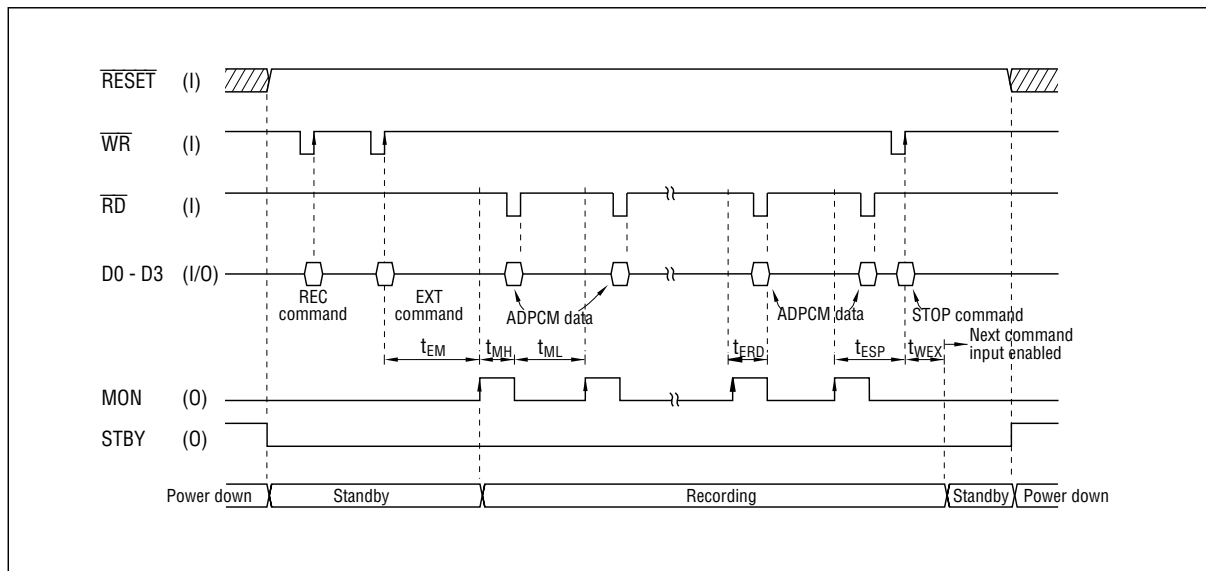 RESET (I)
WR (I)
RD (I)
D0 - D3 (I/O)
REC
command
EXT
command
ADPCM data
ADPCM data
STOP command
Next command
input enabled
tEM
tMH
tML
tERD
tESP
tWEX
MON (O)
STBY (O)
Power down
Standby
Recording
Standby
Power down